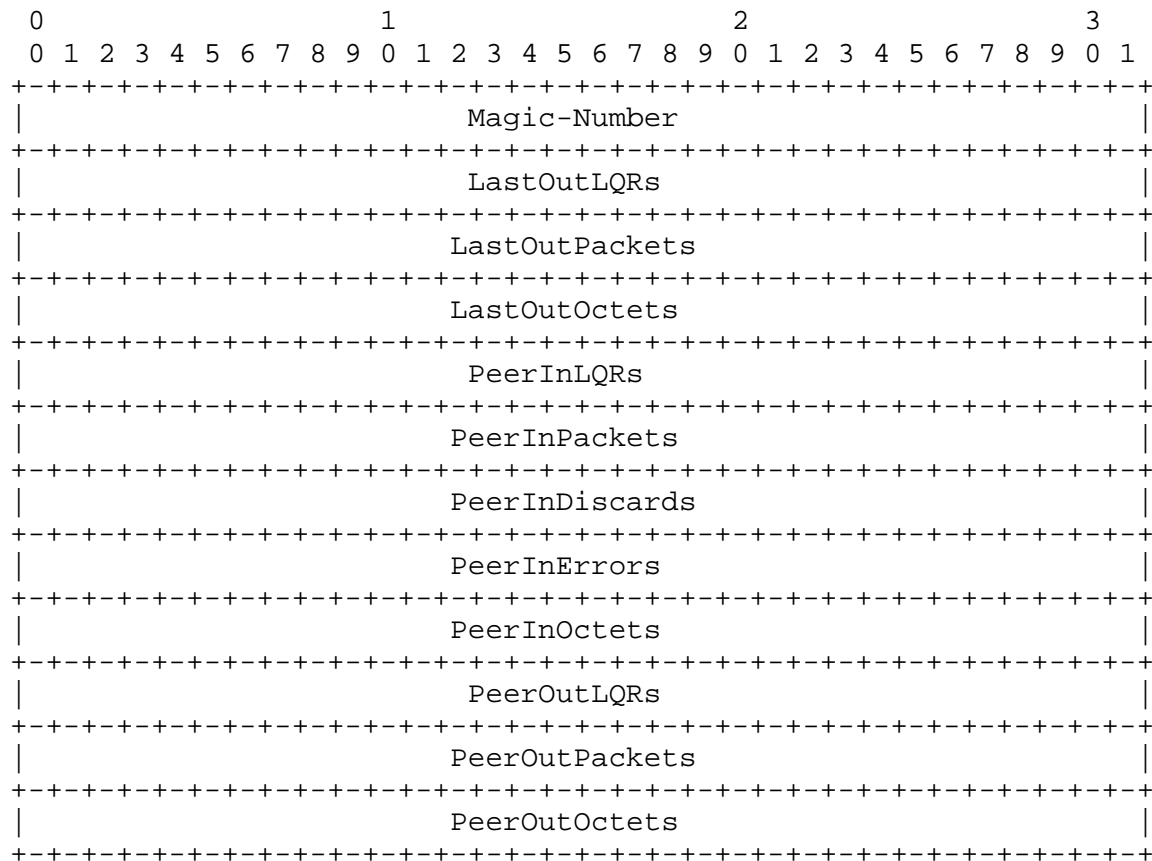 0                   1                   2                   3
 0 1 2 3 4 5 6 7 8 9 0 1 2 3 4 5 6 7 8 9 0 1 2 3 4 5 6 7 8 9 0 1
+-+-+-+-+-+-+-+-+-+-+-+-+-+-+-+-+-+-+-+-+-+-+-+-+-+-+-+-+-+-+-+-+
|                         Magic-Number                          |
+-+-+-+-+-+-+-+-+-+-+-+-+-+-+-+-+-+-+-+-+-+-+-+-+-+-+-+-+-+-+-+-+
|                         LastOutLQRs                           |
+-+-+-+-+-+-+-+-+-+-+-+-+-+-+-+-+-+-+-+-+-+-+-+-+-+-+-+-+-+-+-+-+
|                        LastOutPackets                         |
+-+-+-+-+-+-+-+-+-+-+-+-+-+-+-+-+-+-+-+-+-+-+-+-+-+-+-+-+-+-+-+-+
|                        LastOutOctets                          |
+-+-+-+-+-+-+-+-+-+-+-+-+-+-+-+-+-+-+-+-+-+-+-+-+-+-+-+-+-+-+-+-+
|                         PeerInLQRs                            |
+-+-+-+-+-+-+-+-+-+-+-+-+-+-+-+-+-+-+-+-+-+-+-+-+-+-+-+-+-+-+-+-+
|                        PeerInPackets                          |
+-+-+-+-+-+-+-+-+-+-+-+-+-+-+-+-+-+-+-+-+-+-+-+-+-+-+-+-+-+-+-+-+
|                        PeerInDiscards                         |
+-+-+-+-+-+-+-+-+-+-+-+-+-+-+-+-+-+-+-+-+-+-+-+-+-+-+-+-+-+-+-+-+
|                        PeerInErrors                           |
+-+-+-+-+-+-+-+-+-+-+-+-+-+-+-+-+-+-+-+-+-+-+-+-+-+-+-+-+-+-+-+-+
|                        PeerInOctets                           |
+-+-+-+-+-+-+-+-+-+-+-+-+-+-+-+-+-+-+-+-+-+-+-+-+-+-+-+-+-+-+-+-+
|                         PeerOutLQRs                           |
+-+-+-+-+-+-+-+-+-+-+-+-+-+-+-+-+-+-+-+-+-+-+-+-+-+-+-+-+-+-+-+-+
|                        PeerOutPackets                         |
+-+-+-+-+-+-+-+-+-+-+-+-+-+-+-+-+-+-+-+-+-+-+-+-+-+-+-+-+-+-+-+-+
|                        PeerOutOctets                          |
+-+-+-+-+-+-+-+-+-+-+-+-+-+-+-+-+-+-+-+-+-+-+-+-+-+-+-+-+-+-+-+-+